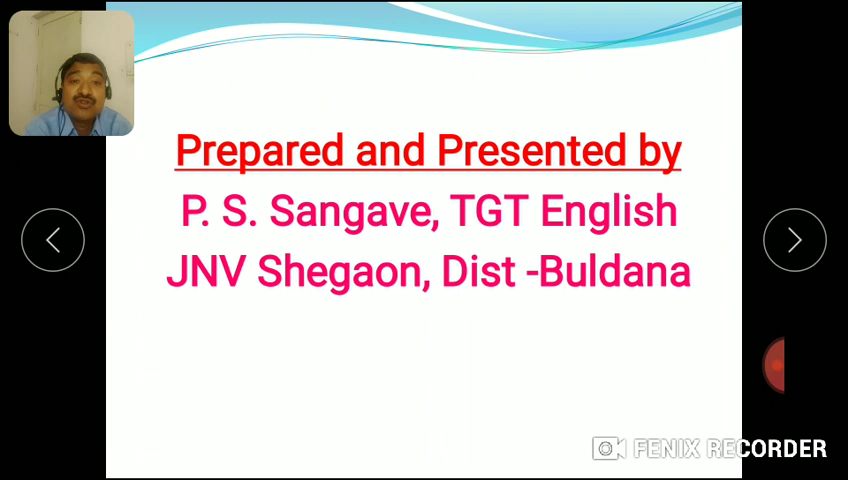 Prepared and Presented by
P. S. Sangave, TGT English
JNV Shegaon, Dist -Buldana
FENIX RECORDER